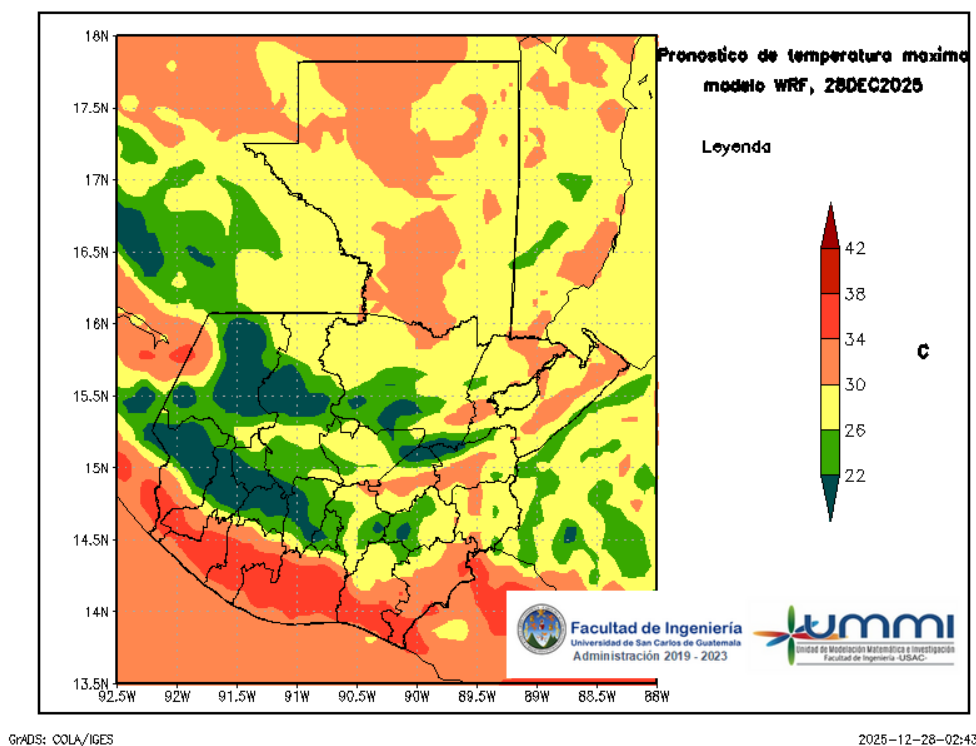 Pronostico de temperatura maxima
modelo WRF, 28DEC2025
Leyenda
18N
17.5N
17N
16.5N
16N
15.5N
15N
14.5N
14N
13.5N
92.5W
92W
91.5W
91W
90.5W
90W
89.5W
89W
88.5W
88W
42
38
34
30
26
22
C
Facultad de Ingeniería
Universidad de San Carlos de Guatemala
Administración 2019 - 2023
ummi
Unidad de Modelación Matemática e Investigación
Facultad de Ingeniería -USAC-
GrADS: COLA/IGES
2025-12-28-02:43